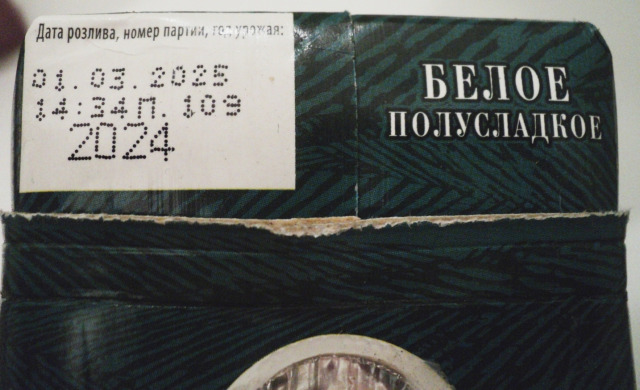 Дата розлива, номер партии, год урожая:
01.03.2025
14:34П.109
2024
БЕЛОЕ
ПОЛУСЛАДКОЕ